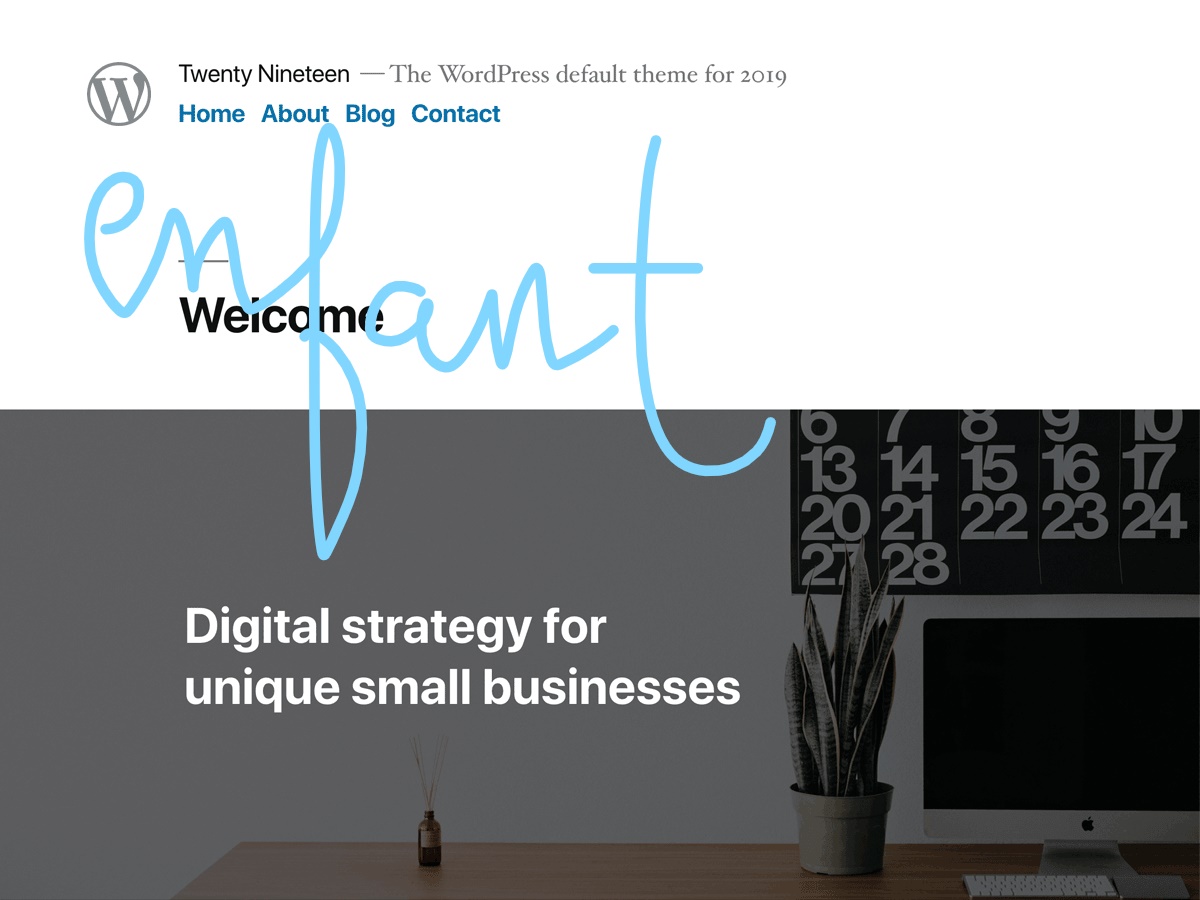 Twenty Nineteen — The WordPress default theme for 2019
Home About Blog Contact
enfant
Welcome
6 7 8 9 10
13 14 15 16 17
20 21 22 23 24
27 28
Digital strategy for
unique small businesses